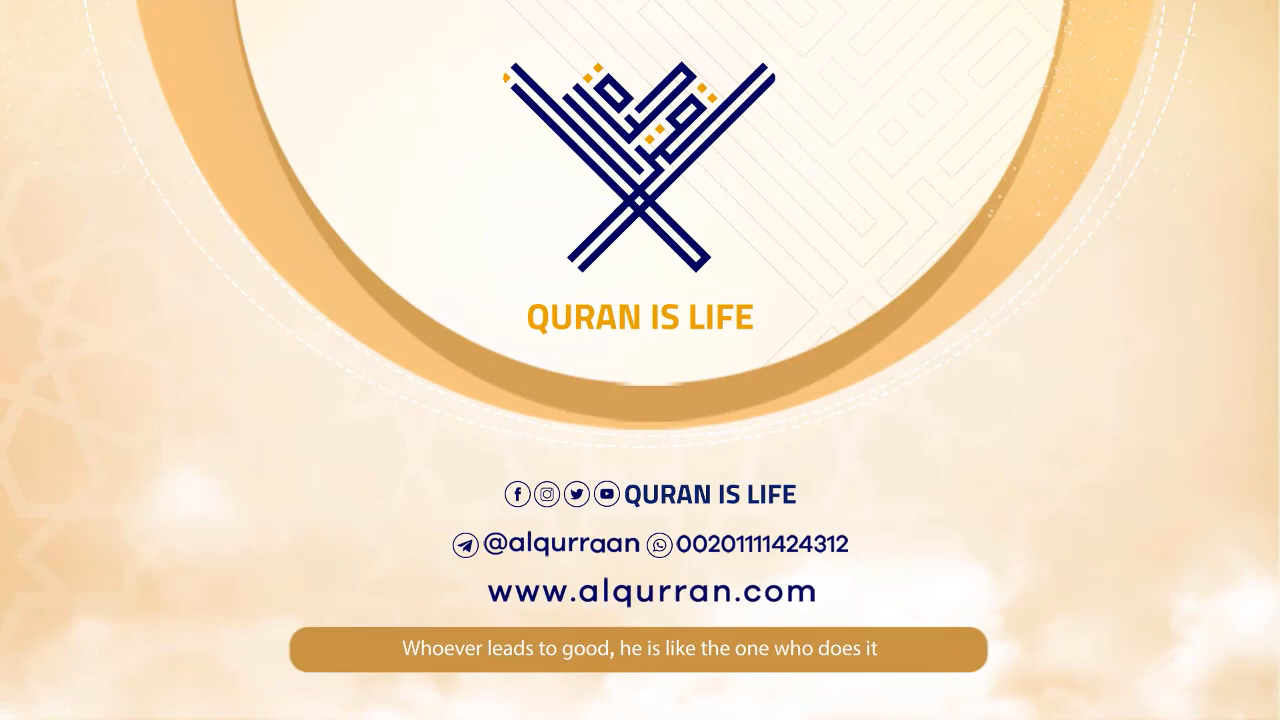 QURAN IS LIFE
QURAN IS LIFE
@alqurraan 00201111424312
www.alqurran.com
Whoever leads to good, he is like the one who does it